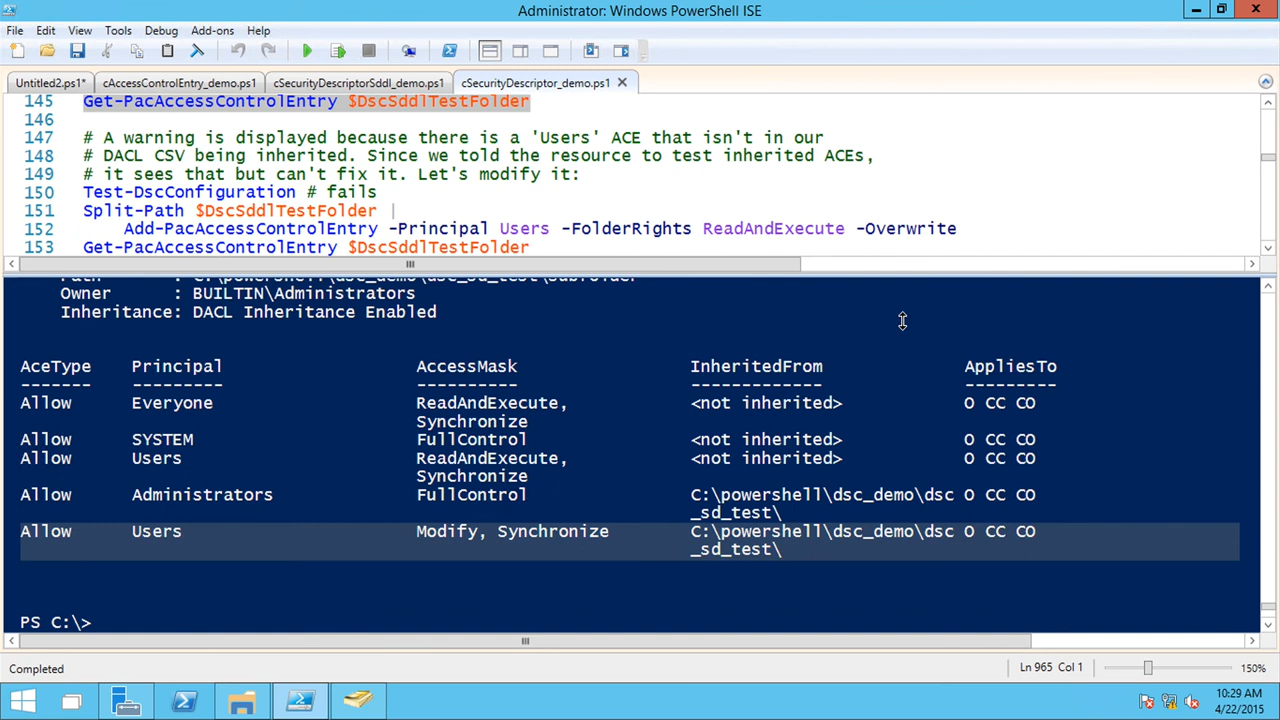 Administrator: Windows PowerShell ISE
File Edit View Tools Debug Add-ons Help
Untitled2.ps1* cAccessControlEntry_demo.ps1 cSecurityDescriptorSddl_demo.ps1 cSecurityDescriptor_demo.ps1
145 Get-PacAccessControlEntry $DscSddlTestFolder
146
147 # A warning is displayed because there is a 'Users' ACE that isn't in our
148 # DACL CSV being inherited. Since we told the resource to test inherited ACEs,
149 # it sees that but can't fix it. Let's modify it:
150 Test-DscConfiguration # fails
151 Split-Path $DscSddlTestFolder |
152 Add-PacAccessControlEntry -Principal Users -FolderRights ReadAndExecute -Overwrite
153 Get-PacAccessControlEntry $DscSddlTestFolder
Path : C:\powershell\dsc_demo\dsc_sd_test\subfolder
Owner : BUILTIN\Administrators
Inheritance: DACL Inheritance Enabled
AceType Principal AccessMask InheritedFrom AppliesTo
------- --------- ---------- ------------- ---------
Allow Everyone ReadAndExecute, <not inherited> O CC CO
Synchronize
Allow SYSTEM FullControl <not inherited> O CC CO
Allow Users ReadAndExecute, <not inherited> O CC CO
Synchronize
Allow Administrators FullControl C:\powershell\dsc_demo\dsc O CC CO
_sd_test\
Allow Users Modify, Synchronize C:\powershell\dsc_demo\dsc O CC CO
_sd_test\
PS C:\>
Completed Ln 965 Col 1 150%
10:29 AM
4/22/2015